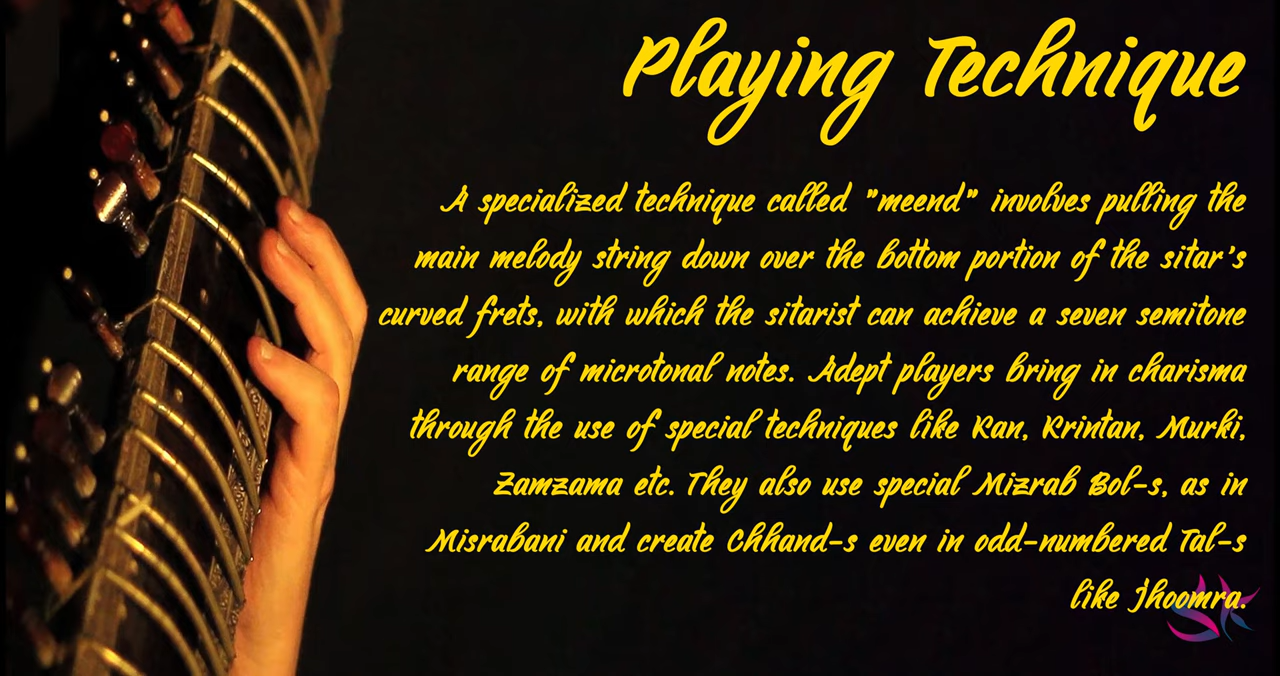 Playing Technique
A specialized technique called "meend" involves pulling the
main melody string down over the bottom portion of the sitar's
curved frets, with which the sitarist can achieve a seven semitone
range of microtonal notes. Adept players bring in charisma
through the use of special techniques like Kan, Krintan, Murki,
Zamzama etc. They also use special Mizrab Bol-s, as in
Misrabani and create Chhand-s even in odd-numbered Tal-s
like Jhoomra.